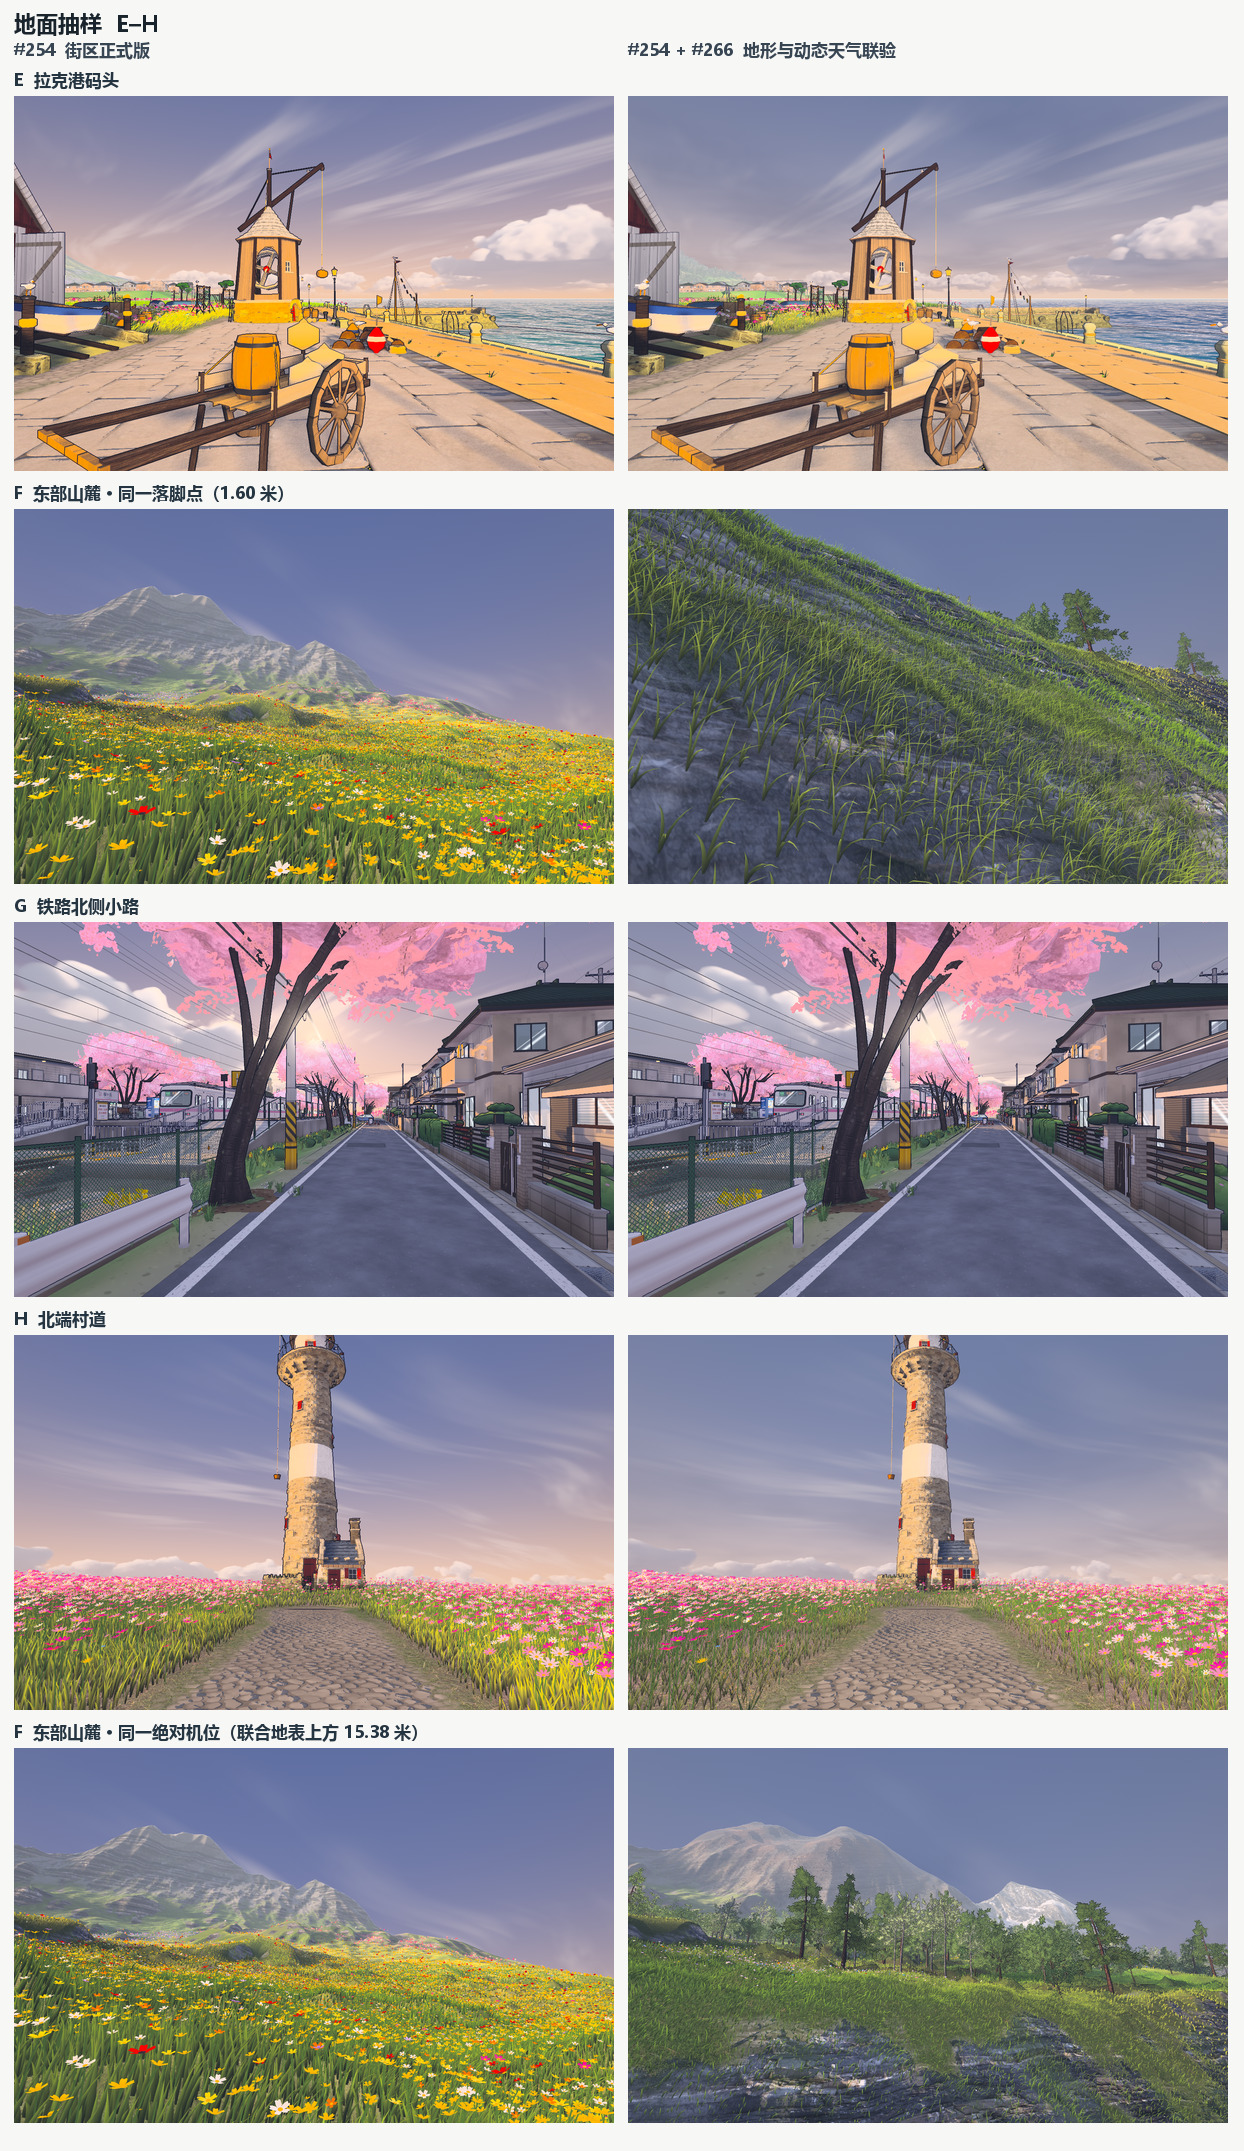 地面抽样 E–H
#254 街区正式版
#254 + #266 地形与动态天气联验
E 拉克港码头
F 东部山麓・同一落脚点（1.60 米）
G 铁路北侧小路
H 北端村道
F 东部山麓・同一绝对机位（联合地表上方 15.38 米）